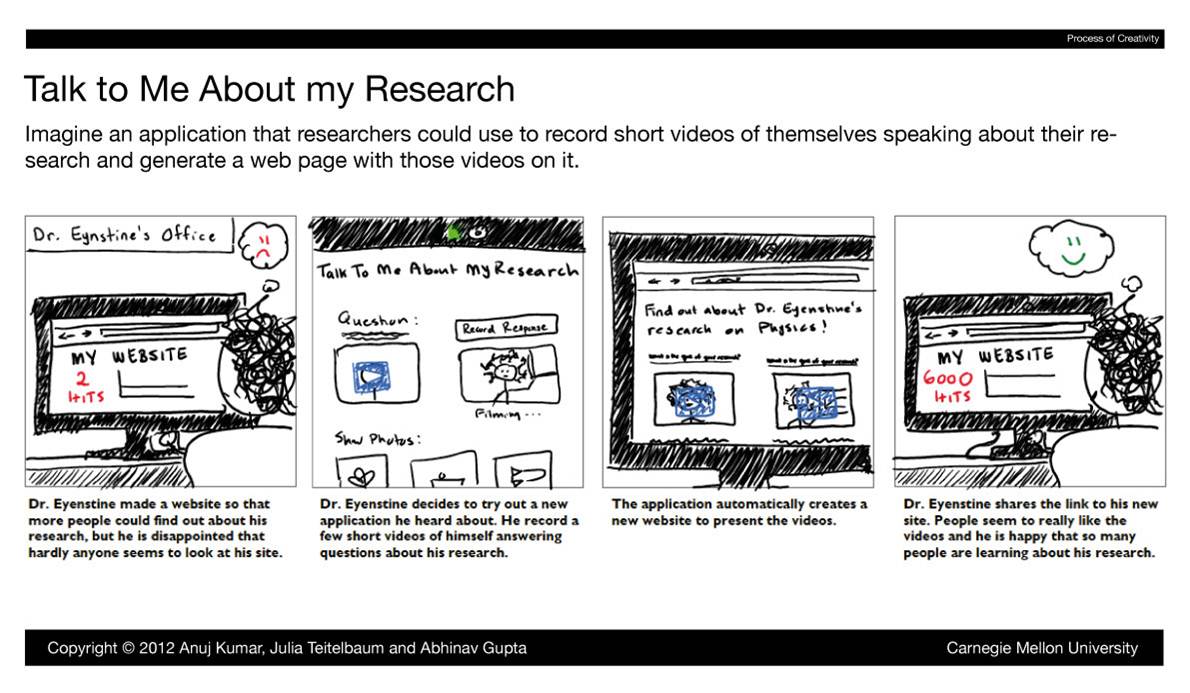 Process of Creativity
Talk to Me About my Research
Imagine an application that researchers could use to record short videos of themselves speaking about their re-
search and generate a web page with those videos on it.
Dr. Eynstine's Office
MY WEBSITE
2
HiTS
Dr. Eyenstine made a website so that
more people could find out about his
research, but he is disappointed that
hardly anyone seems to look at his site.
Talk To Me About My Research
Question:
Record Response
Filming...
Show Photos:
Dr. Eyenstine decides to try out a new
application he heard about. He record a
few short videos of himself answering
questions about his research.
Find out about Dr. Eyenstine's
research on Physics!
The application automatically creates a
new website to present the videos.
MY WEBSITE
6000
HiTS
Dr. Eyenstine shares the link to his new
site. People seem to really like the
videos and he is happy that so many
people are learning about his research.
Copyright © 2012 Anuj Kumar, Julia Teitelbaum and Abhinav Gupta
Carnegie Mellon University